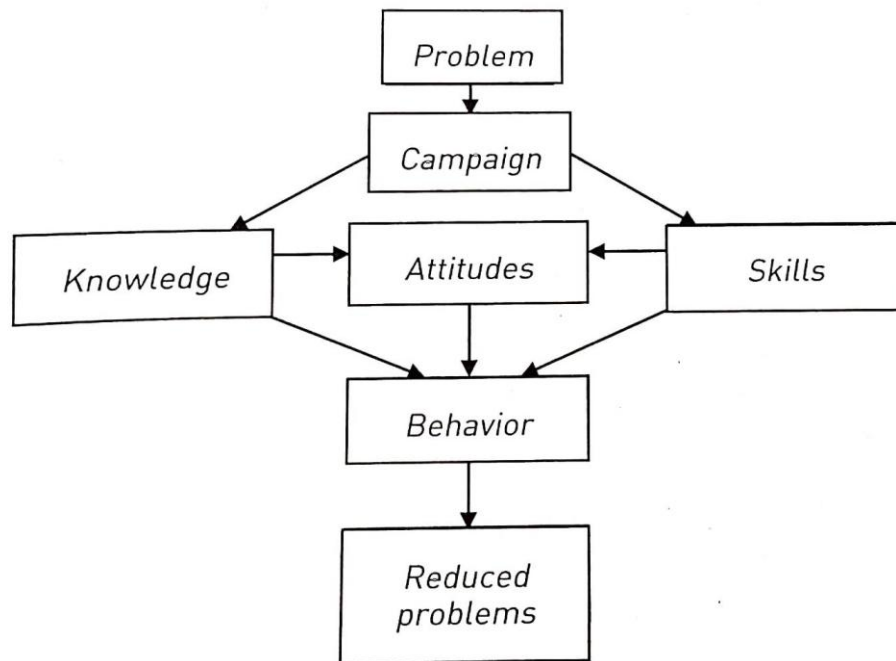 Problem
Campaign
Knowledge
Attitudes
Skills
Behavior
Reduced
problems